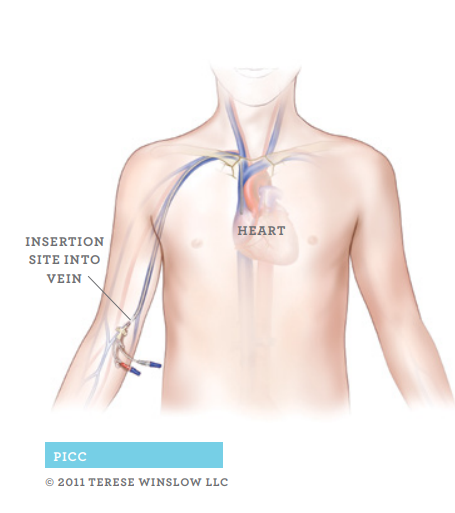 HEART
INSERTION
SITE INTO
VEIN
PICC
© 2011 TERESE WINSLOW LLC